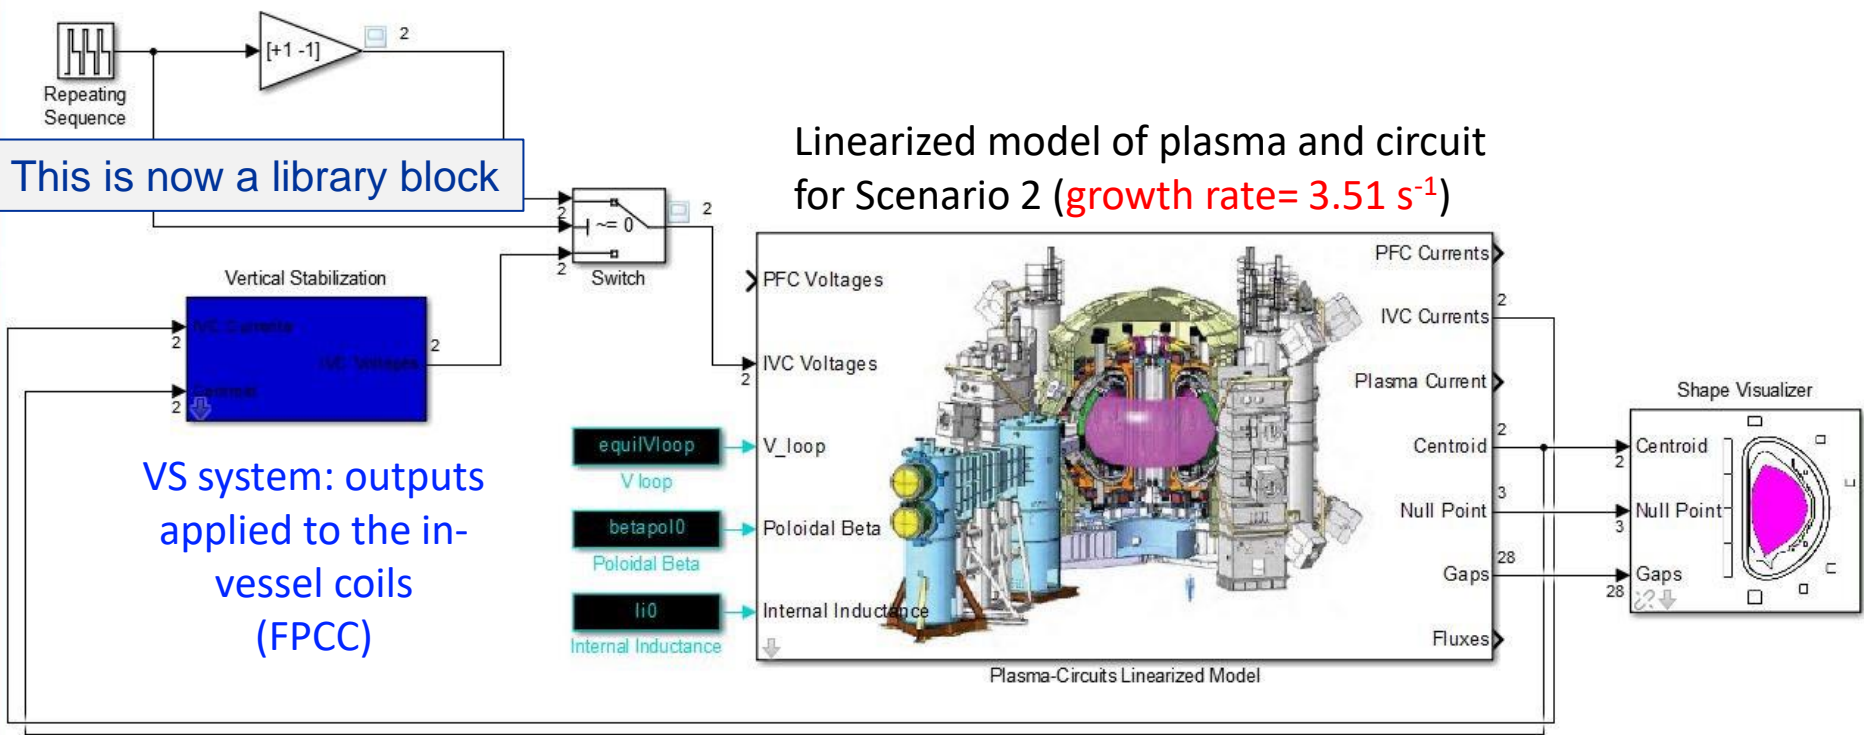 2
[+1 -1]
Repeating
Sequence
This is now a library block
Linearized model of plasma and circuit
for Scenario 2 (growth rate= 3.51 s⁻¹)
2
~= 0
2
2
Switch
Vertical Stabilization
IVC Currents
2
IVC Voltages
2
Centroid
2
VS system: outputs
applied to the in-
vessel coils
(FPCC)
PFC Voltages
IVC Voltages
2
equilVloop
V loop
V_loop
betapol0
Poloidal Beta
Poloidal Beta
li0
Internal Inductance
Internal Inductance
PFC Currents
IVC Currents
2
Plasma Current
Centroid
2
Null Point
3
Gaps
28
Fluxes
Plasma-Circuits Linearized Model
Shape Visualizer
Centroid
2
Null Point
3
Gaps
28